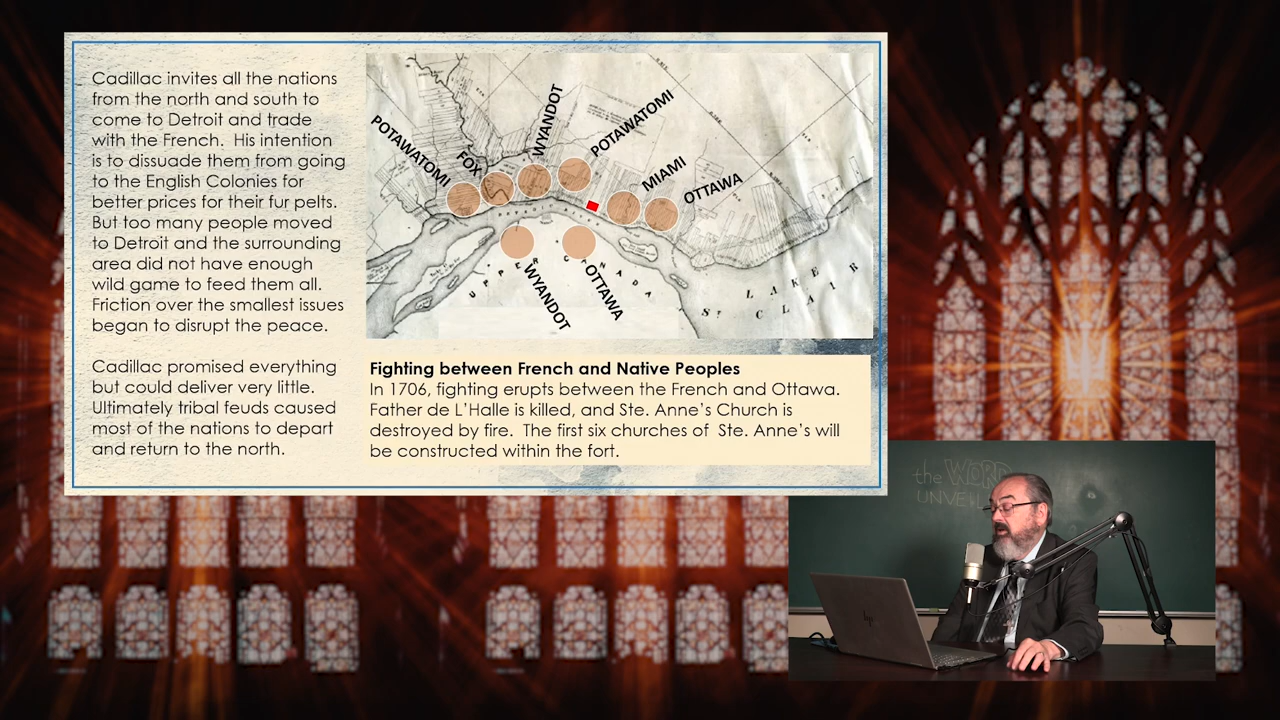 Cadillac invites all the nations
from the north and south to
come to Detroit and trade
with the French.  His intention
is to dissuade them from going
to the English Colonies for
better prices for their fur pelts.
But too many people moved
to Detroit and the surrounding
area did not have enough
wild game to feed them all.
Friction over the smallest issues
began to disrupt the peace.
Cadillac promised everything
but could deliver very little.
Ultimately tribal feuds caused
most of the nations to depart
and return to the north.
POTAWATOMI
FOX
WYANDOT
POTAWATOMI
MIAMI
OTTAWA
WYANDOT
OTTAWA
UPPER CANADA
LAKE
ST. CLAIR
Fighting between French and Native Peoples
In 1706, fighting erupts between the French and Ottawa.
Father de L'Halle is killed, and Ste. Anne's Church is
destroyed by fire.  The first six churches of  Ste. Anne's will
be constructed within the fort.
the WORD
hp